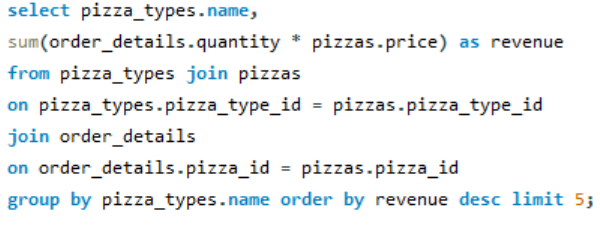 select pizza_types.name,
sum(order_details.quantity * pizzas.price) as revenue
from pizza_types join pizzas
on pizza_types.pizza_type_id = pizzas.pizza_type_id
join order_details
on order_details.pizza_id = pizzas.pizza_id
group by pizza_types.name order by revenue desc limit 5;